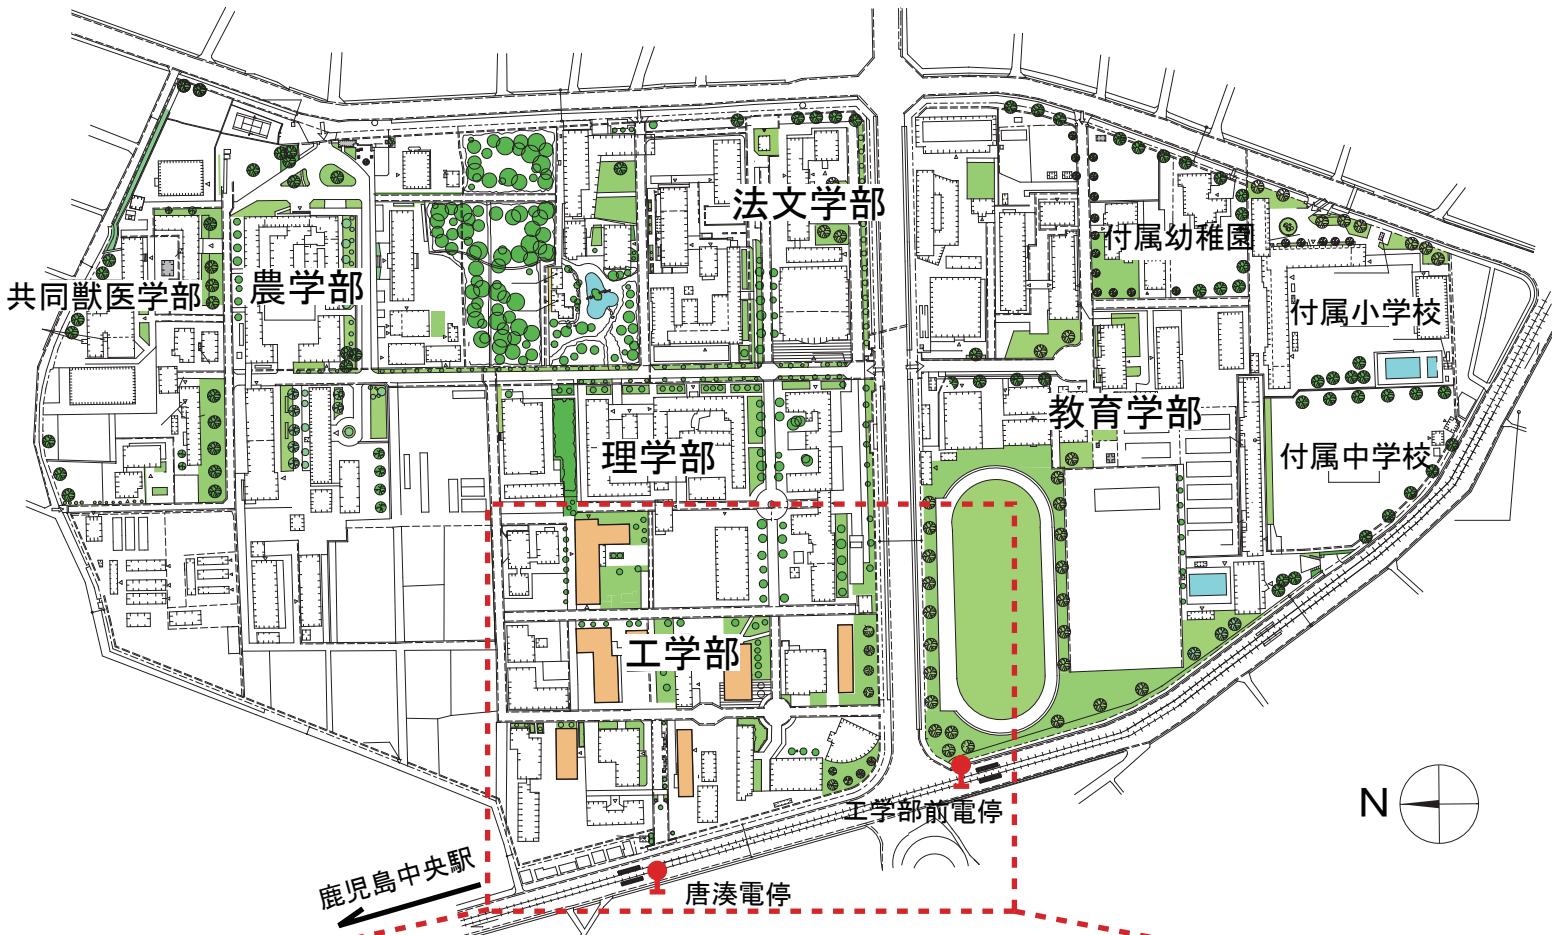 法文学部
付属幼稚園
共同獣医学部
農学部
付属小学校
教育学部
理学部
付属中学校
工学部
N
工学部前電停
鹿児島中央駅
唐湊電停